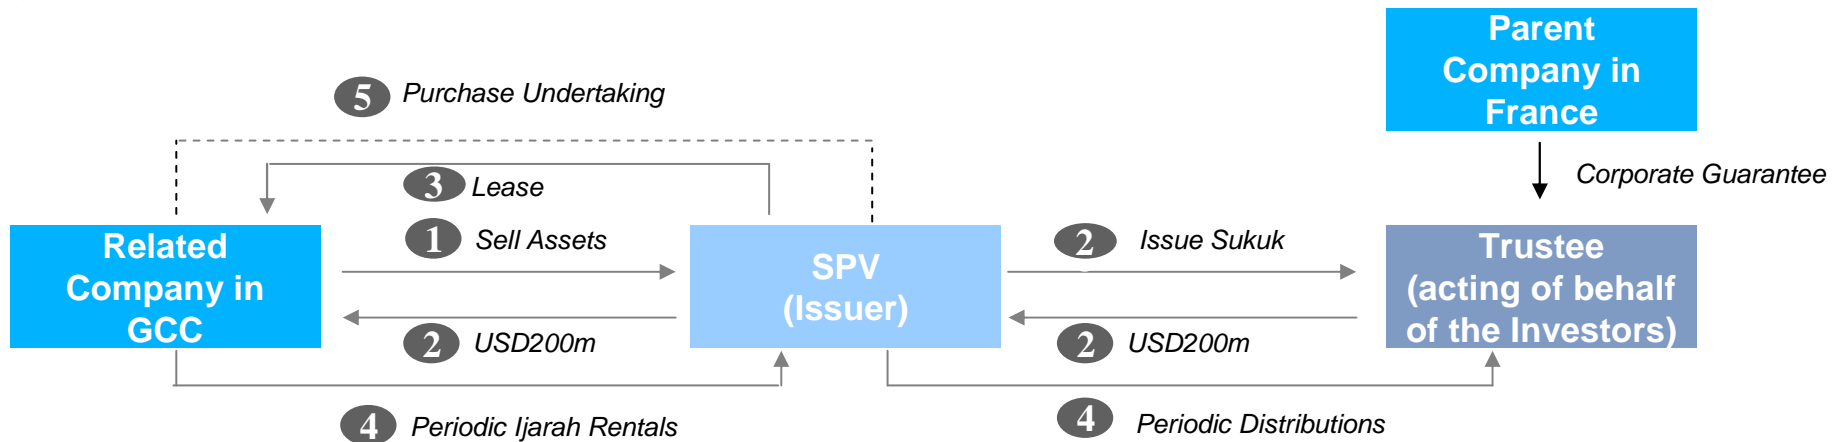 Parent
Company in
France
5 Purchase Undertaking
Corporate Guarantee
3 Lease
1 Sell Assets
2 Issue Sukuk
Related
Company in
GCC
SPV
(Issuer)
Trustee
(acting of behalf
of the Investors)
2 USD200m
2 USD200m
4 Periodic Ijarah Rentals
4 Periodic Distributions